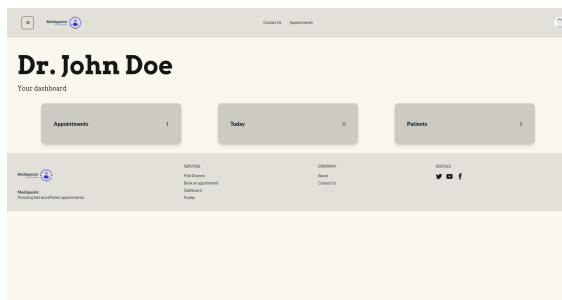 MedAppoint
Contact Us Appointments
Dr. John Doe
Your dashboard
Appointments 1
Today 0
Patients 1
MedAppoint
MedAppoint.
Providing fast and efficient appointments.
SERVICES
Find Doctors
Book an appointment
Dashboard
Profile
COMPANY
About
Contact Us
SOCIALS